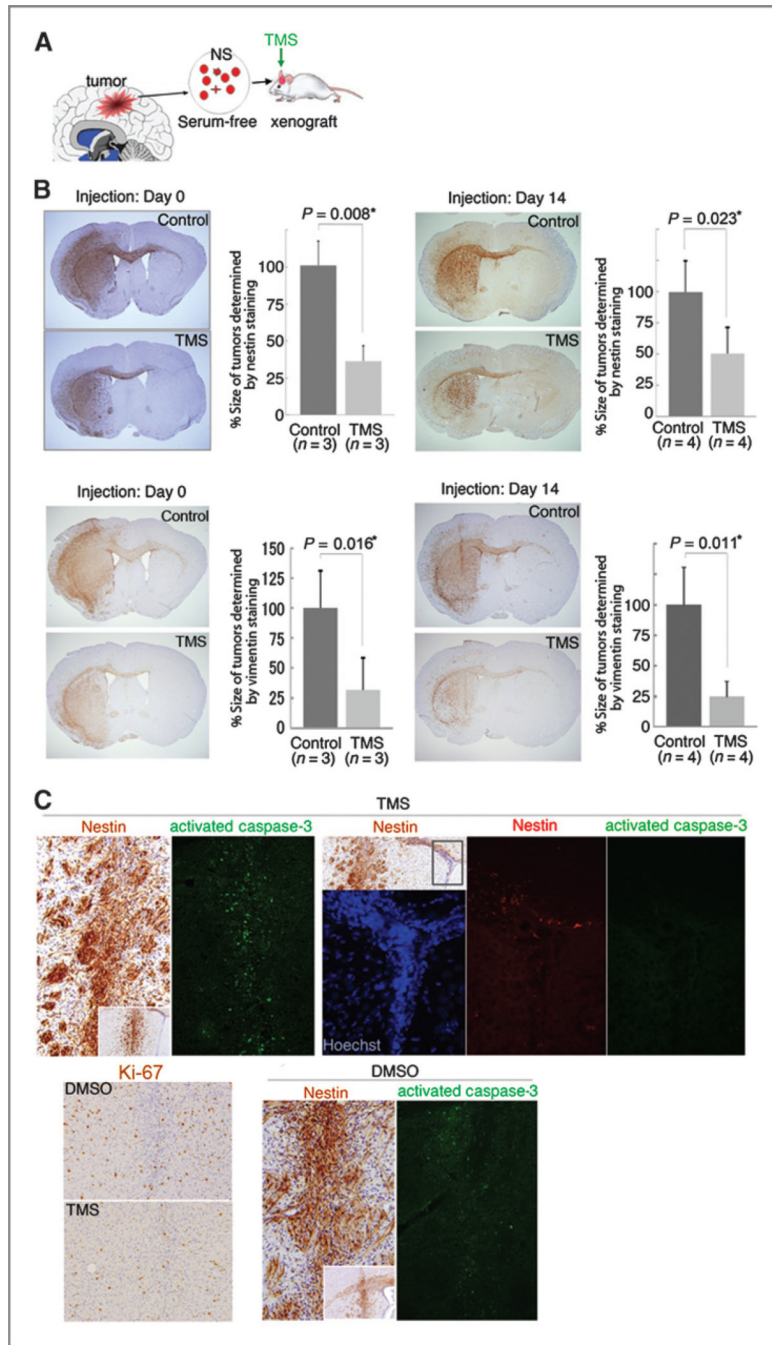 A
TMS
NS
tumor
Serum-free
xenograft
B
Injection: Day 0
Control
TMS
% Size of tumors determined
by nestin staining
100
75
50
25
0
P = 0.008*
Control
(n = 3)
TMS
(n = 3)
Injection: Day 14
Control
TMS
% Size of tumors determined
by nestin staining
100
75
50
25
0
P = 0.023*
Control
(n = 4)
TMS
(n = 4)
Injection: Day 0
Control
TMS
% Size of tumors determined
by vimentin staining
150
125
100
75
50
25
0
P = 0.016*
Control
(n = 3)
TMS
(n = 3)
Injection: Day 14
Control
TMS
% Size of tumors determined
by vimentin staining
100
75
50
25
0
P = 0.011*
Control
(n = 4)
TMS
(n = 4)
C
TMS
Nestin
activated caspase-3
Nestin
Nestin
activated caspase-3
Hoechst
Ki-67
DMSO
TMS
DMSO
Nestin
activated caspase-3